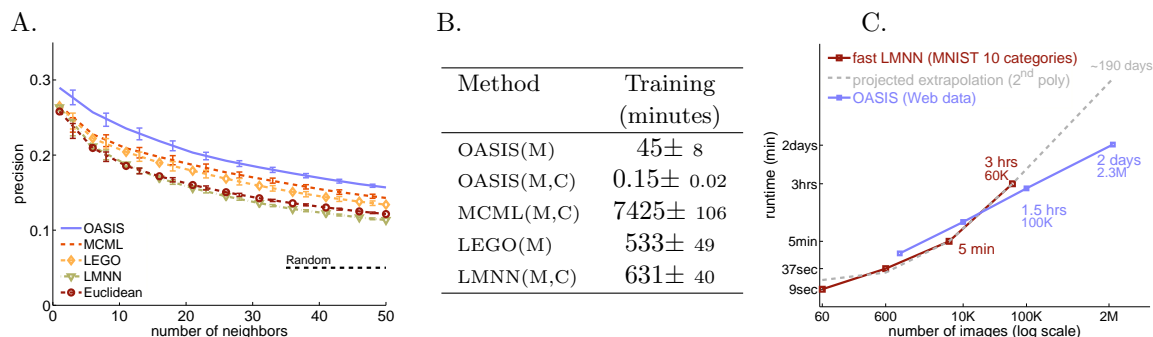 A.
0.3
0.2
0.1
0
precision
OASIS
MCML
LEGO
LMNN
Euclidean
Random
0 10 20 30 40 50
number of neighbors
B.
Method Training
(minutes)
OASIS(M) 45± 8
OASIS(M,C) 0.15± 0.02
MCML(M,C) 7425± 106
LEGO(M) 533± 49
LMNN(M,C) 631± 40
C.
fast LMNN (MNIST 10 categories)
projected extrapolation (2nd poly)
OASIS (Web data)
~190 days
runtime (min)
2days
3hrs
5min
37sec
9sec
3 hrs
60K
2 days
2.3M
1.5 hrs
100K
5 min
60 600 10K 100K 2M
number of images (log scale)